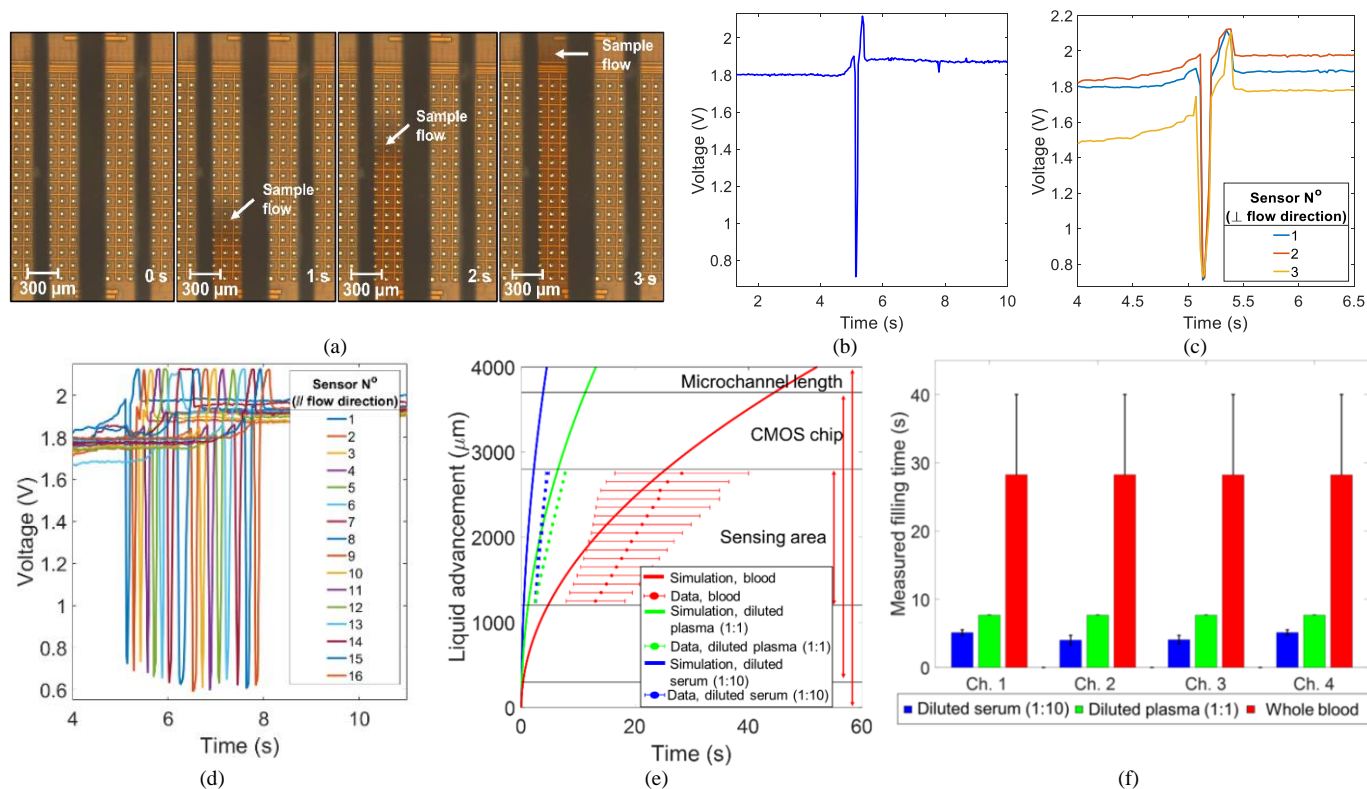 Sample
flow
0 s
300 µm
Sample
flow
1 s
300 µm
Sample
flow
2 s
300 µm
Sample
flow
3 s
300 µm
(a)
Voltage (V)
2
1.8
1.6
1.4
1.2
1
0.8
2
4
6
8
10
Time (s)
(b)
Voltage (V)
2.2
2
1.8
1.6
1.4
1.2
1
0.8
4
4.5
5
5.5
6
6.5
Time (s)
Sensor Nº
(⊥ flow direction)
1
2
3
(c)
Voltage (V)
2
1.8
1.6
1.4
1.2
1
0.8
0.6
4
6
8
10
Time (s)
Sensor Nº
(// flow direction)
1
2
3
4
5
6
7
8
9
10
11
12
13
14
15
16
(d)
Liquid advancement (µm)
4000
3000
2000
1000
0
0
20
40
60
Time (s)
Microchannel length
CMOS chip
Sensing area
Simulation, blood
Data, blood
Simulation, diluted
plasma (1:1)
Data, diluted plasma (1:1)
Simulation, diluted
serum (1:10)
Data, diluted serum (1:10)
(e)
Measured filling time (s)
40
30
20
10
0
Ch. 1
Ch. 2
Ch. 3
Ch. 4
Diluted serum (1:10)
Diluted plasma (1:1)
Whole blood
(f)